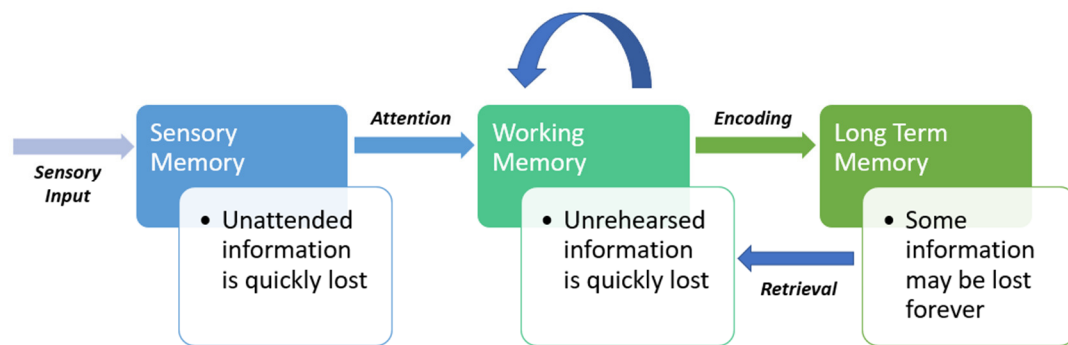 Sensory
Memory
Attention
Working
Memory
Encoding
Long Term
Memory
Sensory
Input
• Unattended
information
is quickly lost
• Unrehearsed
information
is quickly lost
Retrieval
• Some
information
may be lost
forever